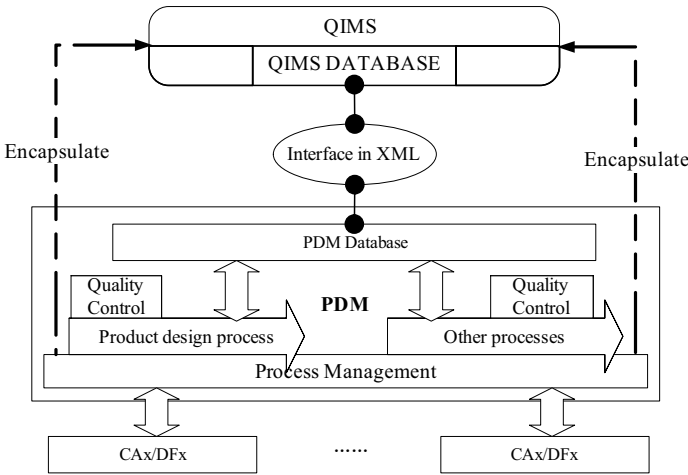 QIMS
QIMS DATABASE
Encapsulate
Interface in XML
Encapsulate
PDM Database
Quality
Control
PDM
Quality
Control
Product design process
Other processes
Process Management
CAx/DFx
......
CAx/DFx